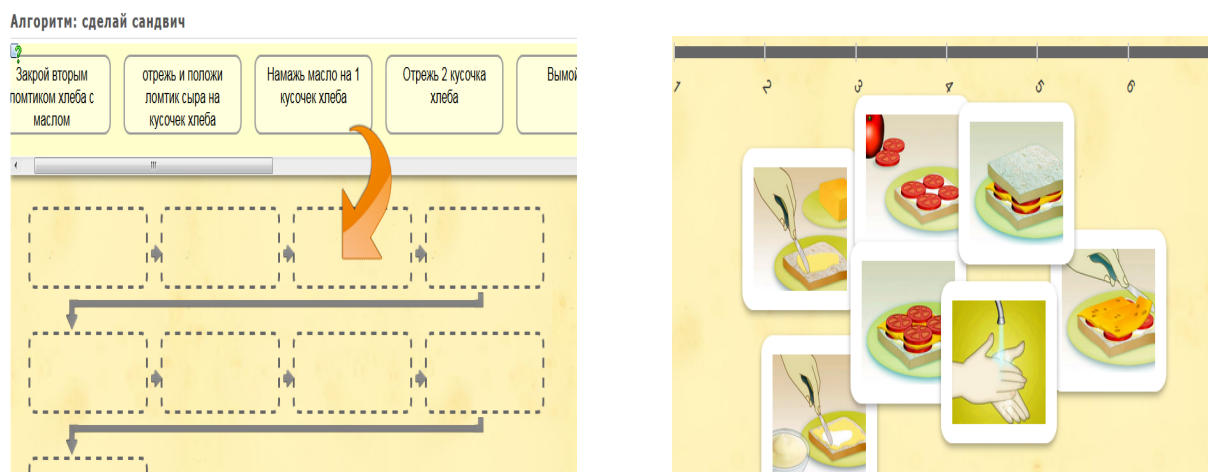 Алгоритм: сделай сандвич
Закрой вторым
ломтиком хлеба с
маслом
отрежь и положи
ломтик сыра на
кусочек хлеба
Намажь масло на 1
кусочек хлеба
Отрежь 2 кусочка
хлеба
Вымой
1 2 3 4 5 6